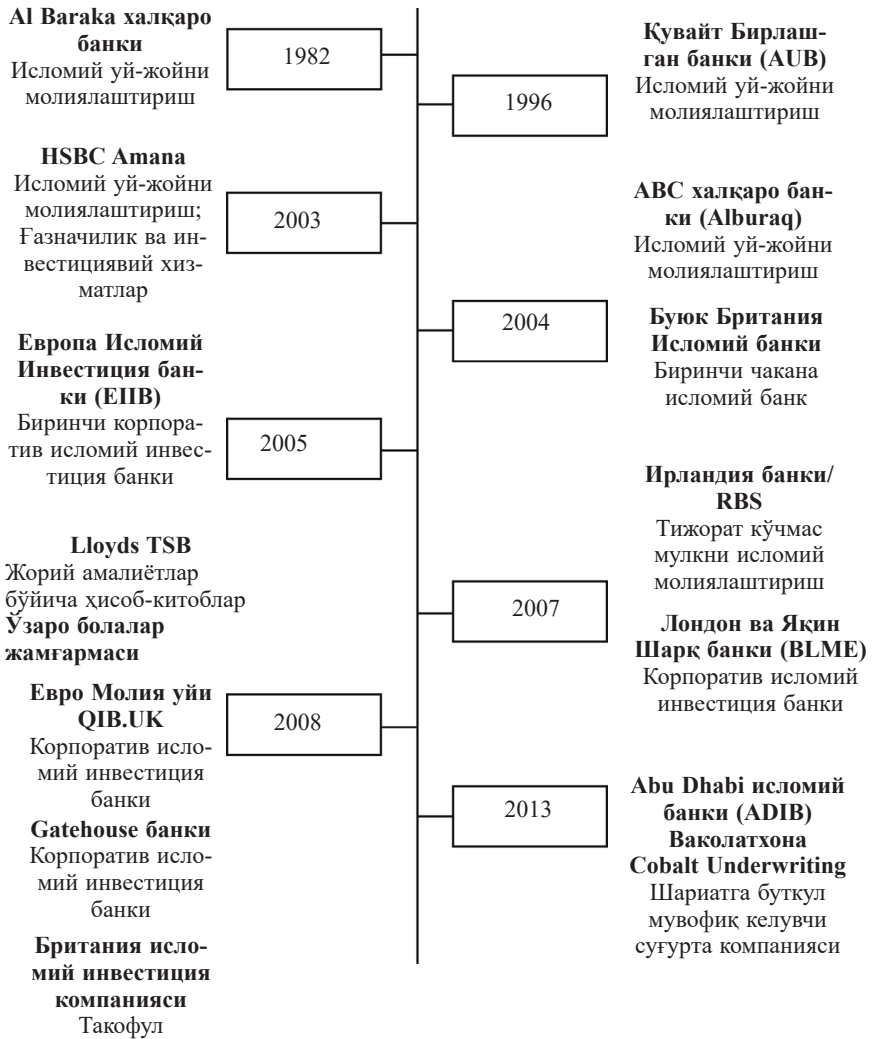 Al Baraka халқаро
банки
Исломий уй-жойни
молиялаштириш
1982
Қувайт Бирлаш-
ган банки (AUB)
Исломий уй-жойни
молиялаштириш
1996
HSBC Amana
Исломий уй-жойни
молиялаштириш;
Ғазначилик ва ин-
вестициявий хиз-
матлар
2003
ABC халқаро бан-
ки (Alburaq)
Исломий уй-жойни
молиялаштириш
2004
Буюк Британия
Исломий банки
Биринчи чакана
исломий банк
Европа Исломий
Инвестиция бан-
ки (EIIB)
Биринчи корпора-
тив исломий инвес-
тиция банки
2005
Ирландия банки/
RBS
Тижорат кўчмас
мулкни исломий
молиялаштириш
Lloyds TSB
Жорий амалиётлар
бўйича ҳисоб-китоблар
Ўзаро болалар
жамғармаси
2007
Лондон ва Яқин
Шарқ банки (BLME)
Корпоратив исломий
инвестиция банки
Евро Молия уйи
QIB.UK
Корпоратив исло-
мий инвестиция
банки
2008
Gatehouse банки
Корпоратив исло-
мий инвестиция
банки
2013
Abu Dhabi исломий
банки (ADIB)
Ваколатхона
Cobalt Underwriting
Шариатга буткул
мувофиқ келувчи
суғурта компанияси
Британия исло-
мий инвестиция
компанияси
Такофул